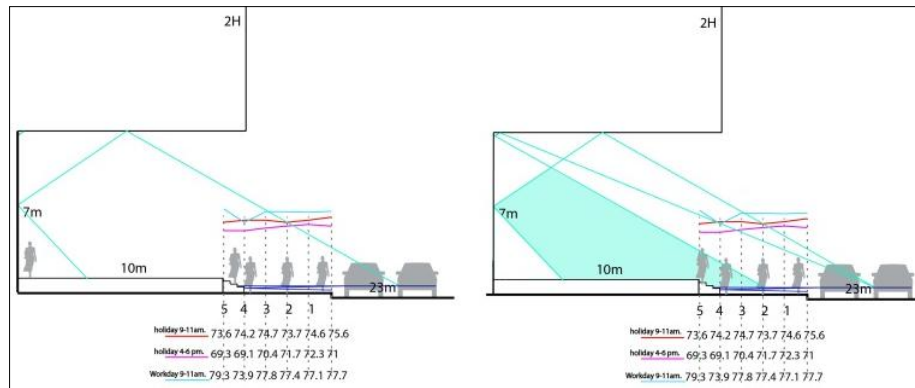 2H
7m
10m
23m
5 4 3 2 1
holiday 9-11am. 73,6 74.2 74.7 73.7 74.6 75.6
holiday 4-6 pm. 69,3 69.1 70.4 71.7 72.3 71
Workday 9-11am. 79,3 73.9 77.8 77.4 77.1 77.7
2H
7m
10m
23m
5 4 3 2 1
holiday 9-11am. 73,6 74.2 74.7 73.7 74.6 75.6
holiday 4-6 pm. 69,3 69.1 70.4 71.7 72.3 71
Workday 9-11am. 79,3 73.9 77.8 77.4 77.1 77.7